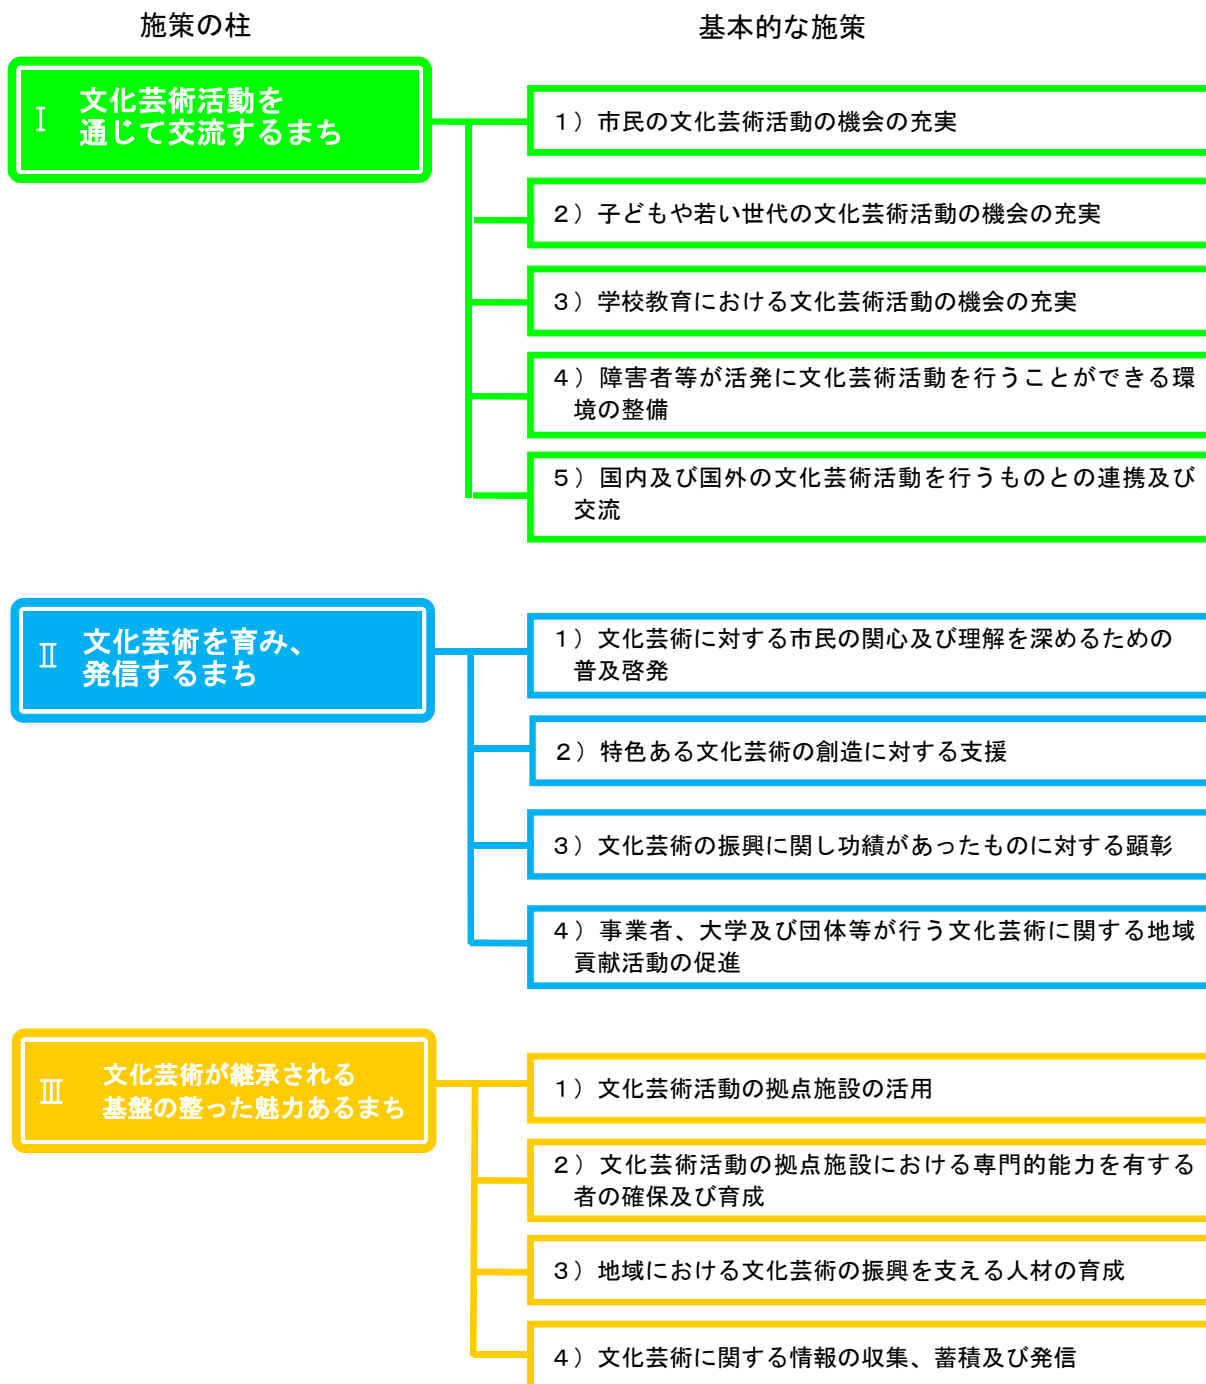 施策の柱
基本的な施策
Ⅰ 文化芸術活動を
通じて交流するまち
１）市民の文化芸術活動の機会の充実
２）子どもや若い世代の文化芸術活動の機会の充実
３）学校教育における文化芸術活動の機会の充実
４）障害者等が活発に文化芸術活動を行うことができる環
境の整備
５）国内及び国外の文化芸術活動を行うものとの連携及び
交流
Ⅱ 文化芸術を育み、
発信するまち
１）文化芸術に対する市民の関心及び理解を深めるための
普及啓発
２）特色ある文化芸術の創造に対する支援
３）文化芸術の振興に関し功績があったものに対する顕彰
４）事業者、大学及び団体等が行う文化芸術に関する地域
貢献活動の促進
Ⅲ 文化芸術が継承される
基盤の整った魅力あるまち
１）文化芸術活動の拠点施設の活用
２）文化芸術活動の拠点施設における専門的能力を有する
者の確保及び育成
３）地域における文化芸術の振興を支える人材の育成
４）文化芸術に関する情報の収集、蓄積及び発信